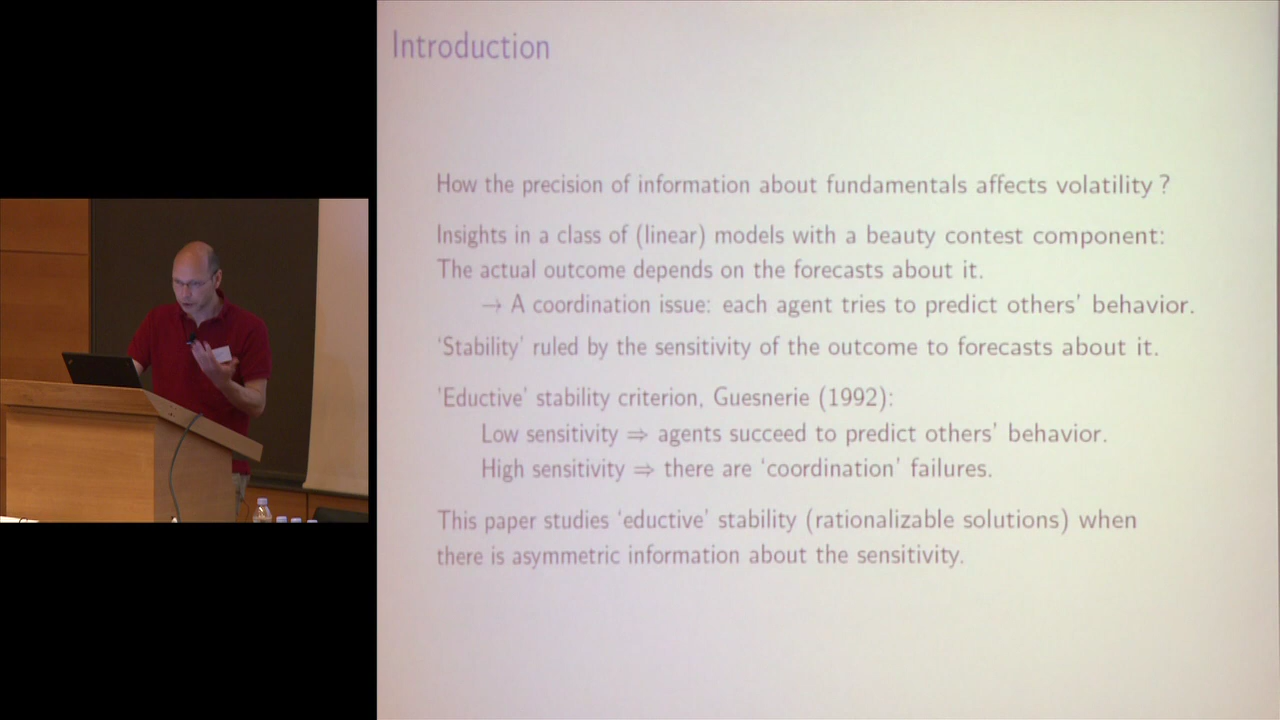 Introduction
How the precision of information about fundamentals affects volatility ?
Insights in a class of (linear) models with a beauty contest component:
The actual outcome depends on the forecasts about it.
→ A coordination issue: each agent tries to predict others' behavior.
'Stability' ruled by the sensitivity of the outcome to forecasts about it.
'Eductive' stability criterion, Guesnerie (1992):
Low sensitivity ⇒ agents succeed to predict others' behavior.
High sensitivity ⇒ there are 'coordination' failures.
This paper studies 'eductive' stability (rationalizable solutions) when
there is asymmetric information about the sensitivity.